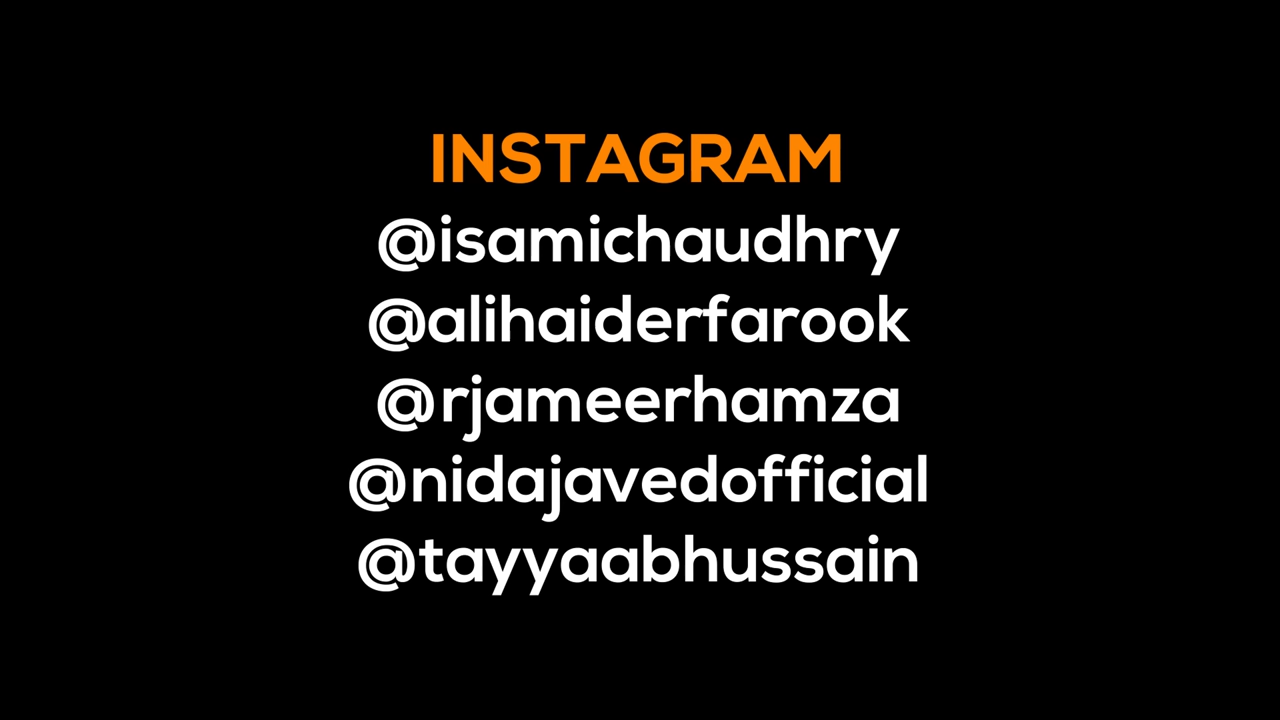 INSTAGRAM
@isamichaudhry
@alihaiderfarook
@rjameerhamza
@nidajavedofficial
@tayyaabhussain